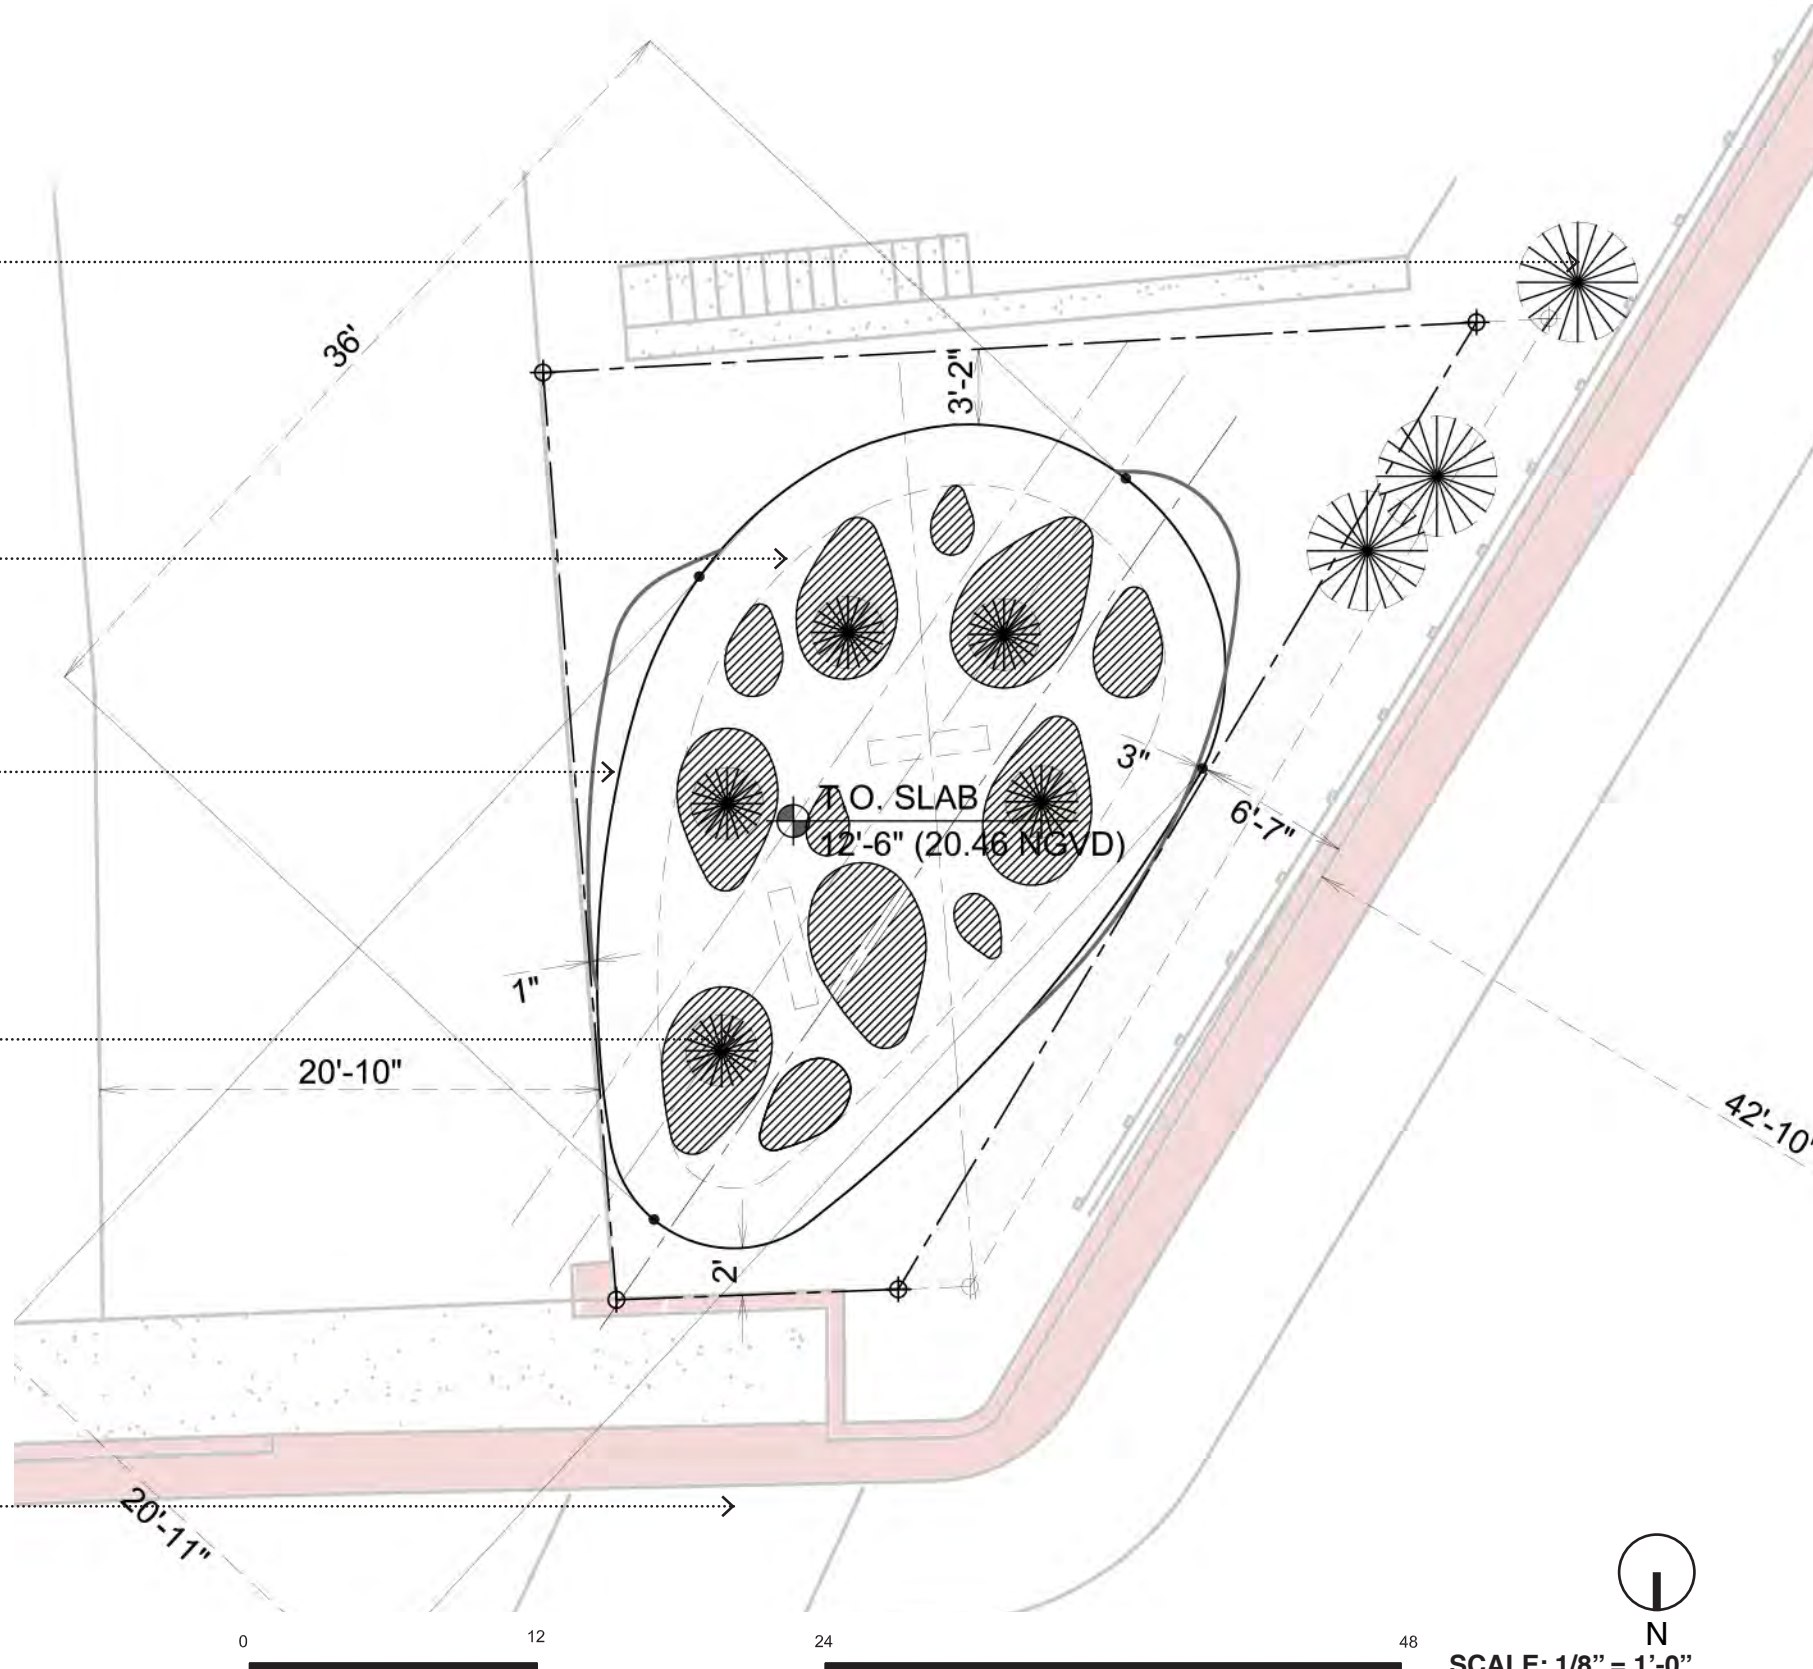 36'
3'-2"
3"
T.O. SLAB
12'-6" (20.46 NGVD)
6'-7"
1"
20'-10"
42'-10"
2'
20'-11"
N
0 12 24 48
SCALE: 1/8” = 1’-0”